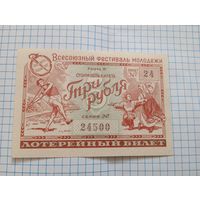 Всесоюзный фестиваль молодежи
СТОИМОСТЬ БИЛЕТА
№ 24
Три рубля
24500
ЛОТЕРЕЙНЫЙ БИЛЕТ